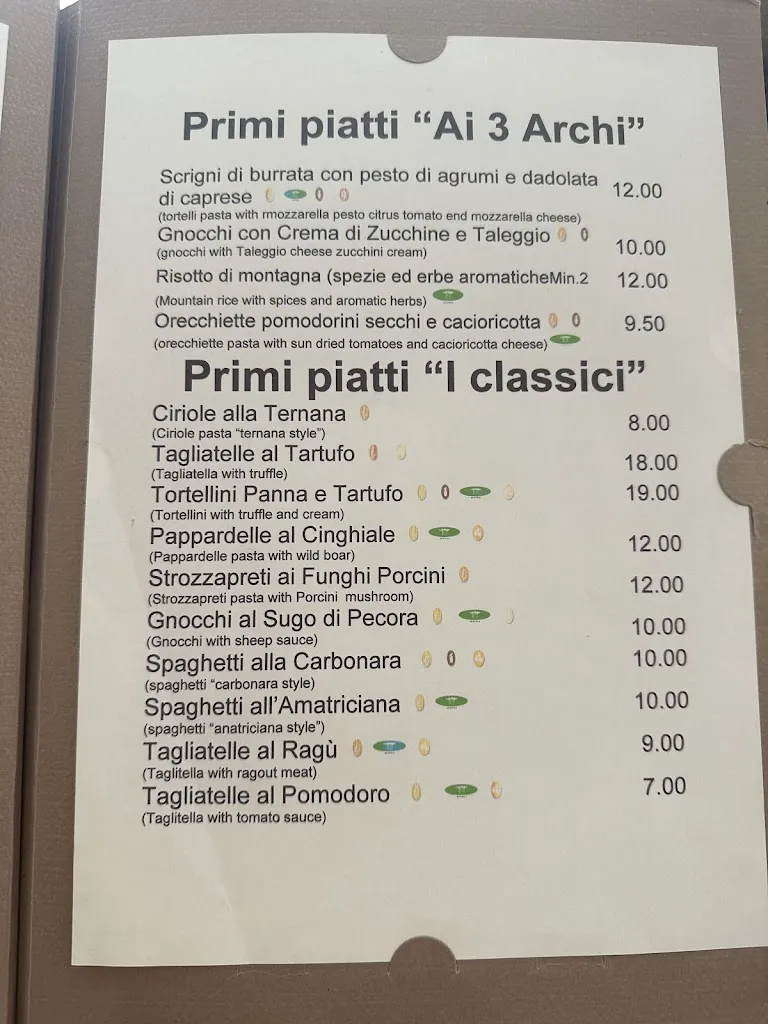 Primi piatti “Ai 3 Archi”
Scrigni di burrata con pesto di agrumi e dadolata
di caprese 12.00
(tortelli pasta with rmozzarella pesto citrus tomato end mozzarella cheese)
Gnocchi con Crema di Zucchine e Taleggio 10.00
(gnocchi with Taleggio cheese zucchini cream)
Risotto di montagna (spezie ed erbe aromaticheMin.2 12.00
(Mountain rice with spices and aromatic herbs)
Orecchiette pomodorini secchi e cacioricotta 9.50
(orecchiette pasta with sun dried tomatoes and cacioricotta cheese)
Primi piatti “I classici”
Ciriole alla Ternana 8.00
(Ciriole pasta “ternana style”)
Tagliatelle al Tartufo 18.00
(Tagliatella with truffle)
Tortellini Panna e Tartufo 19.00
(Tortellini with truffle and cream)
Pappardelle al Cinghiale 12.00
(Pappardelle pasta with wild boar)
Strozzapreti ai Funghi Porcini 12.00
(Strozzapreti pasta with Porcini mushroom)
Gnocchi al Sugo di Pecora 10.00
(Gnocchi with sheep sauce)
Spaghetti alla Carbonara 10.00
(spaghetti “carbonara style)
Spaghetti all’Amatriciana 10.00
(spaghetti “anatriciana style”)
Tagliatelle al Ragù 9.00
(Taglitella with ragout meat)
Tagliatelle al Pomodoro 7.00
(Taglitella with tomato sauce)